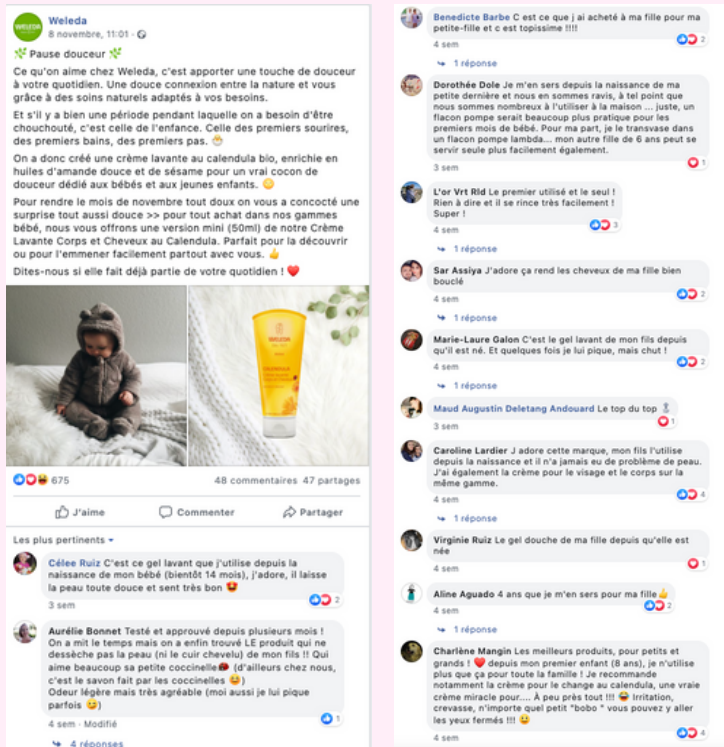 WELEDA
Weleda
8 novembre, 11:01 ·
🌿 Pause douceur 🌿
Ce qu'on aime chez Weleda, c'est apporter une touche de douceur
à votre quotidien. Une douce connexion entre la nature et vous
grâce à des soins naturels adaptés à vos besoins.
Et s'il y a bien une période pendant laquelle on a besoin d'être
chouchouté, c'est celle de l'enfance. Celle des premiers sourires,
des premiers bains, des premiers pas. 👶
On a donc créé une crème lavante au calendula bio, enrichie en
huiles d'amande douce et de sésame pour un vrai cocon de
douceur dédié aux bébés et aux jeunes enfants. 😊
Pour rendre le mois de novembre tout doux on vous a concocté une
surprise tout aussi douce >> pour tout achat dans nos gammes
bébé, nous vous offrons une version mini (50ml) de notre Crème
Lavante Corps et Cheveux au Calendula. Parfait pour la découvrir
ou pour l'emmener facilement partout avec vous. 👍
Dites-nous si elle fait déjà partie de votre quotidien ! ❤️
WELEDA
CALENDULA
675
48 commentaires 47 partages
J'aime
Commenter
Partager
Les plus pertinents
Célee Ruiz C'est ce gel lavant que j'utilise depuis la
naissance de mon bébé (bientôt 14 mois), j'adore, il laisse
la peau toute douce et sent très bon 😍
2
3 sem
Aurélie Bonnet Testé et approuvé depuis plusieurs mois !
On a mit le temps mais on a enfin trouvé LE produit qui ne
dessèche pas la peau (ni le cuir chevelu) de mon fils !! Qui
aime beaucoup sa petite coccinelle🐞 (d'ailleurs chez nous,
c'est le savon fait par les coccinelles 😄)
Odeur légère mais très agréable (moi aussi je lui pique
parfois 😉)
1
4 sem · Modifié
4 réponses
Benedicte Barbe C est ce que j ai acheté à ma fille pour ma
petite-fille et c est topissime !!!!
2
4 sem
1 réponse
Dorothée Dole Je m'en sers depuis la naissance de ma
petite dernière et nous en sommes ravis, à tel point que
nous sommes nombreux à l'utiliser à la maison ... juste, un
flacon pompe serait beaucoup plus pratique pour les
premiers mois de bébé. Pour ma part, je le transvase dans
un flacon pompe lambda... mon autre fille de 6 ans peut se
servir seule plus facilement également.
1
3 sem
L'or Vrt Rld Le premier utilisé et le seul !
Rien à dire et il se rince très facilement !
Super !
3
4 sem
1 réponse
Sar Assiya J'adore ça rend les cheveux de ma fille bien
bouclé
2
4 sem
1 réponse
Marie-Laure Galon C'est le gel lavant de mon fils depuis
qu'il est né. Et quelques fois je lui pique, mais chut !
2
4 sem
1 réponse
Maud Augustin Deletang Andouard Le top du top
1
3 sem
Caroline Lardier J adore cette marque, mon fils l'utilise
depuis la naissance et il n'a jamais eu de problème de peau.
J'ai également la crème pour le visage et le corps sur la
même gamme.
4
4 sem
1 réponse
Virginie Ruiz Le gel douche de ma fille depuis qu'elle est
née
1
4 sem
Aline Aguado 4 ans que je m'en sers pour ma fille👍
2
4 sem
1 réponse
Charlène Mangin Les meilleurs produits, pour petits et
grands ! ❤️ depuis mon premier enfant (8 ans), je n'utilise
plus que ça pour toute la famille ! Je recommande
notamment la crème pour le change au calendula, une vraie
crème miracle pour.... À peu près tout !!! 😂 Irritation,
crevasse, n'importe quel petit "bobo " vous pouvez y aller
les yeux fermés !!! 😃
4
4 sem